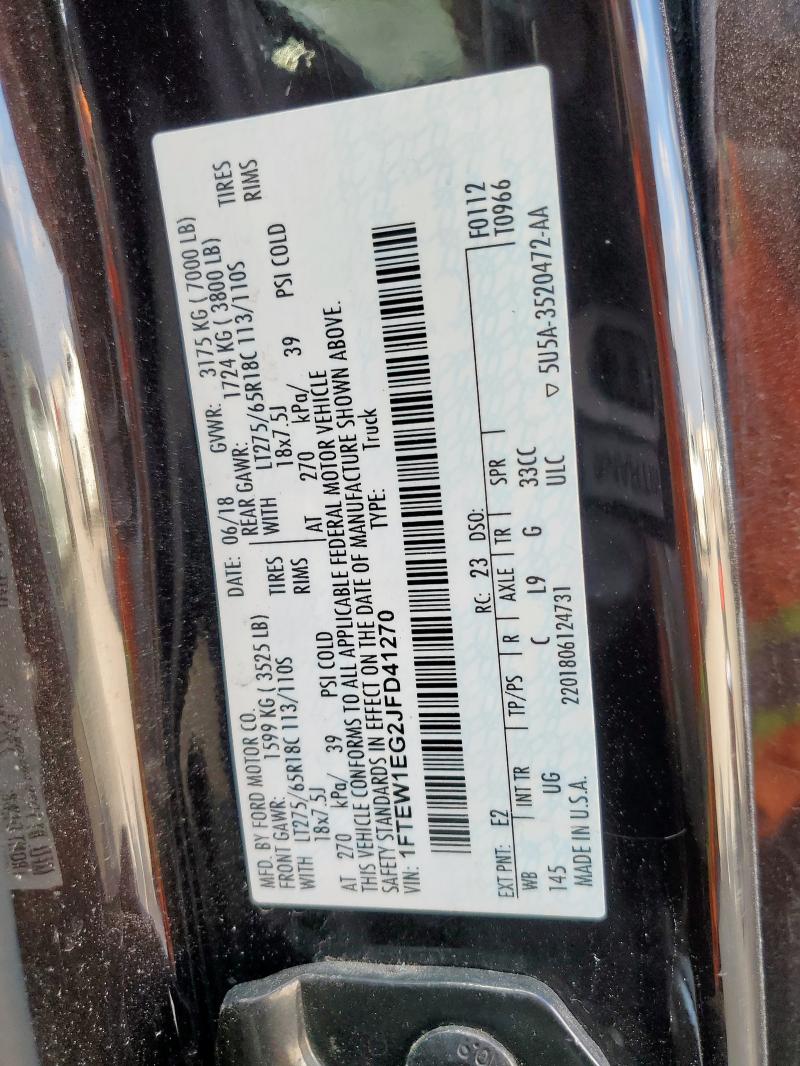 MFD. BY FORD MOTOR CO.
DATE: 06/18 GVWR: 3175 KG ( 7000 LB)
FRONT GAWR: 1599 KG ( 3525 LB) REAR GAWR: 1724 KG ( 3800 LB)
WITH LT275/65R18C 113/110S TIRES WITH LT275/65R18C 113/110S TIRES
18x7.5J RIMS 18x7.5J RIMS
AT 270 kPa/ 39 PSI COLD AT 270 kPa/ 39 PSI COLD
THIS VEHICLE CONFORMS TO ALL APPLICABLE FEDERAL MOTOR VEHICLE
SAFETY STANDARDS IN EFFECT ON THE DATE OF MANUFACTURE SHOWN ABOVE.
VIN: 1FTEW1EG2JFD41270 TYPE: Truck
EXT PNT: E2 RC: 23 DSO: F0112
WB INT TR TP/PS R AXLE TR SPR T0966
145 UG C L9 G 33CC
ULC
MADE IN U.S.A. 2201806124731 ▽ 5U5A-3520472-AA